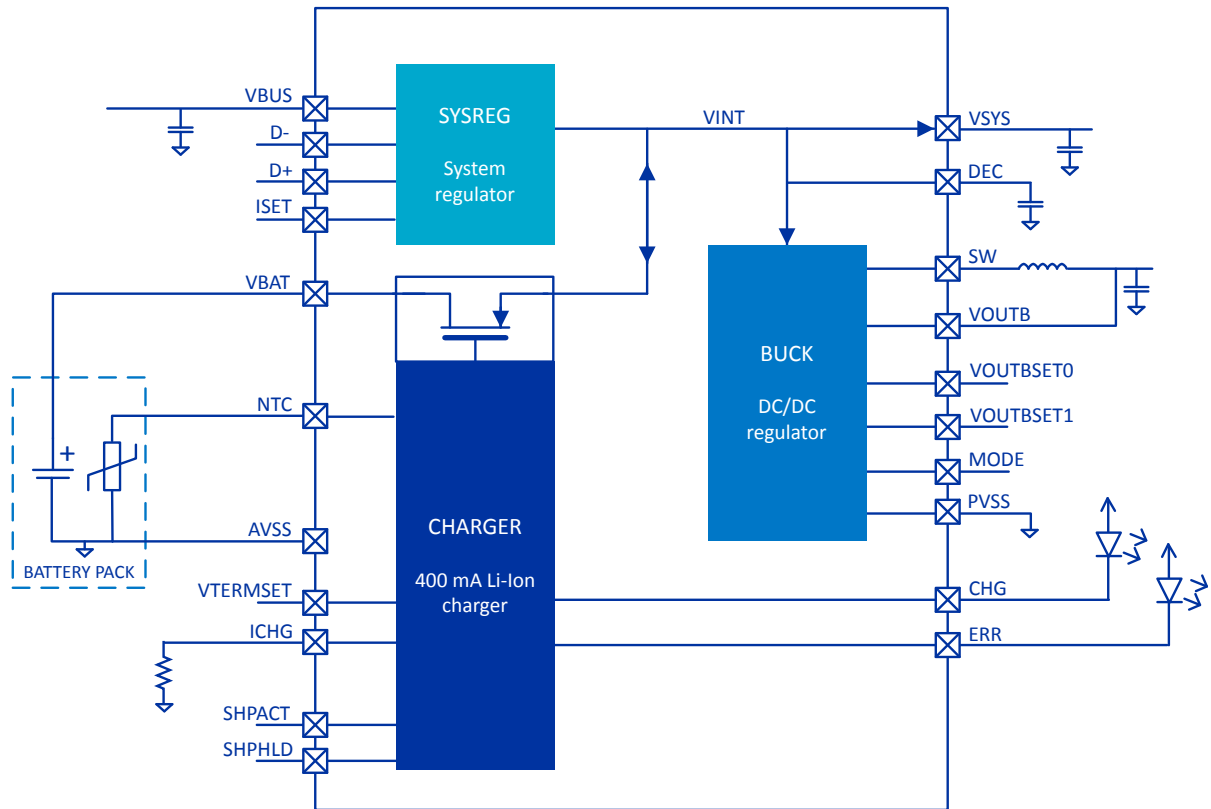 VBUS
D-
D+
ISET
VBAT
NTC
AVSS
VTERMSET
ICHG
SHPACT
SHPHLD
+
BATTERY PACK
SYSREG
System
regulator
VINT
CHARGER
400 mA Li-Ion
charger
BUCK
DC/DC
regulator
VSYS
DEC
SW
VOUTB
VOUTBSET0
VOUTBSET1
MODE
PVSS
CHG
ERR